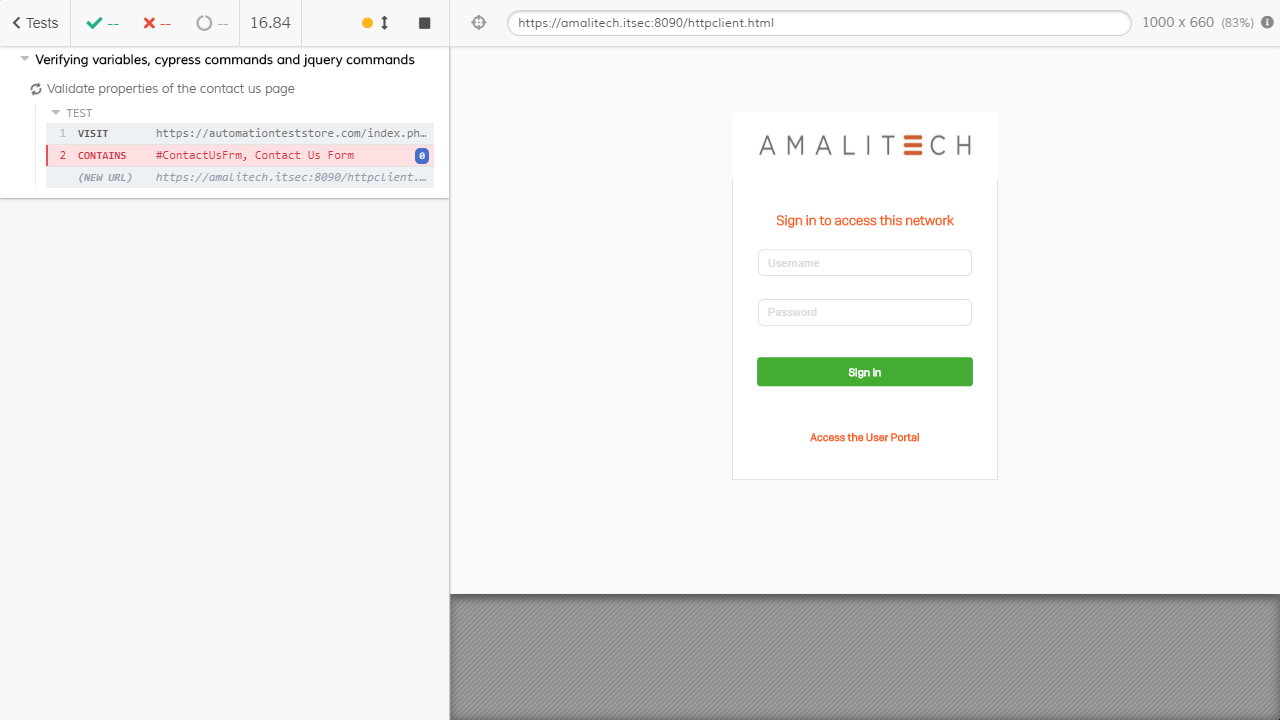 Tests
--
--
--
16.84
https://amalitech.itsec:8090/httpclient.html
1000 x 660 (83%)
Verifying variables, cypress commands and jquery commands
Validate properties of the contact us page
TEST
1 VISIT https://automationteststore.com/index.ph…
2 CONTAINS #ContactUsFrm, Contact Us Form 0
(NEW URL) https://amalitech.itsec:8090/httpclient.…
AMALITECH
Sign in to access this network
Username
Password
Sign in
Access the User Portal